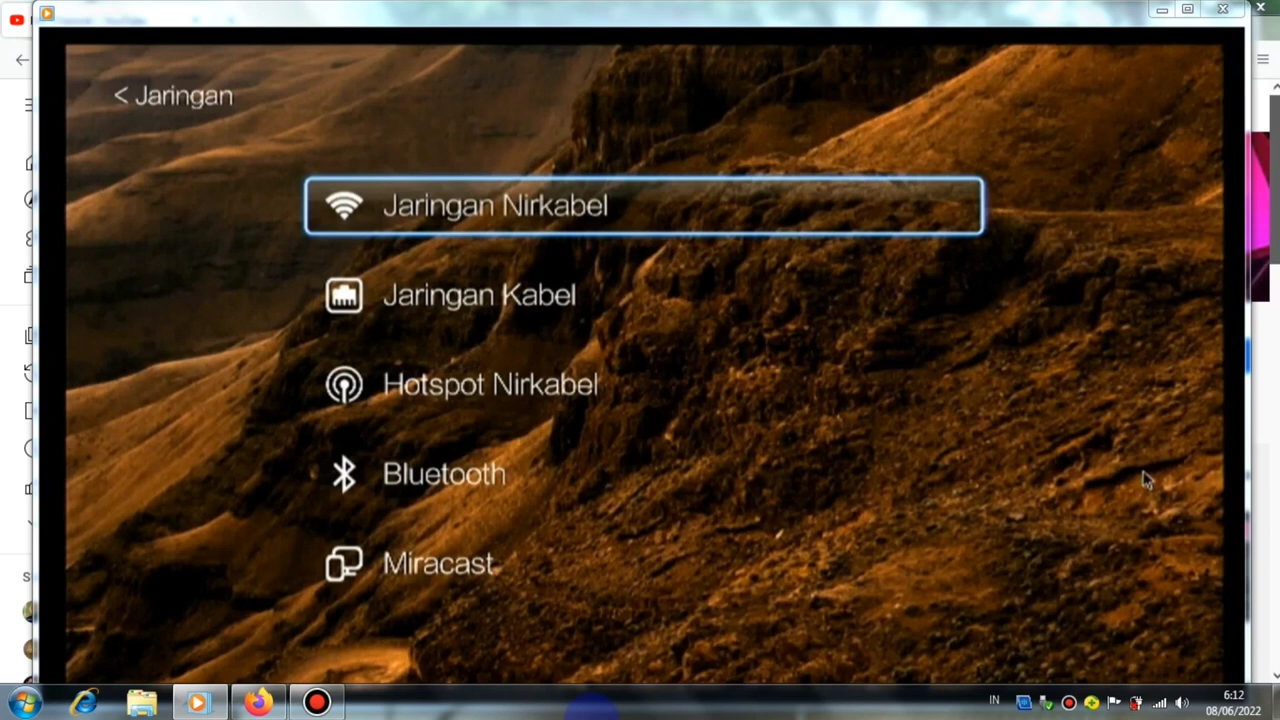 < Jaringan
Jaringan Nirkabel
Jaringan Kabel
Hotspot Nirkabel
Bluetooth
Miracast
IN
6:12
08/06/2022